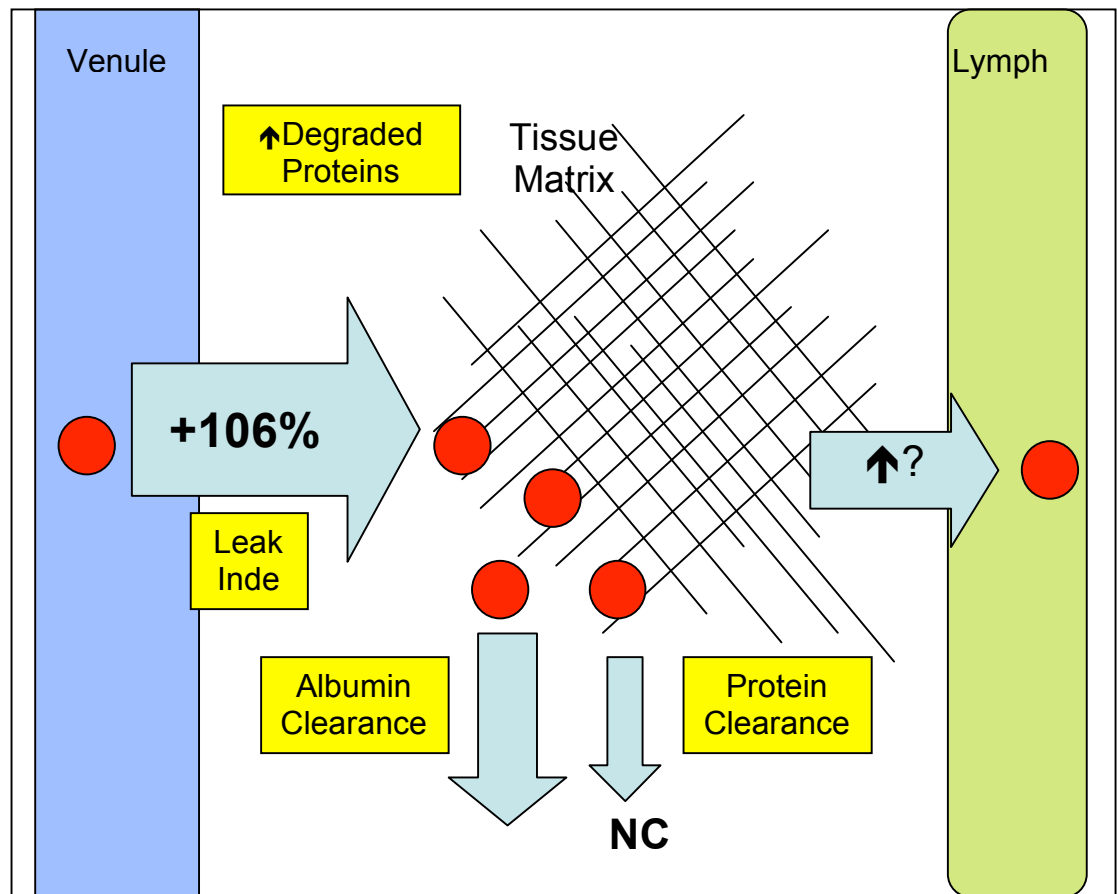 Venule
Lymph
↑Degraded
Proteins
Tissue
Matrix
+106%
↑?
Leak
Inde
Albumin
Clearance
Protein
Clearance
NC